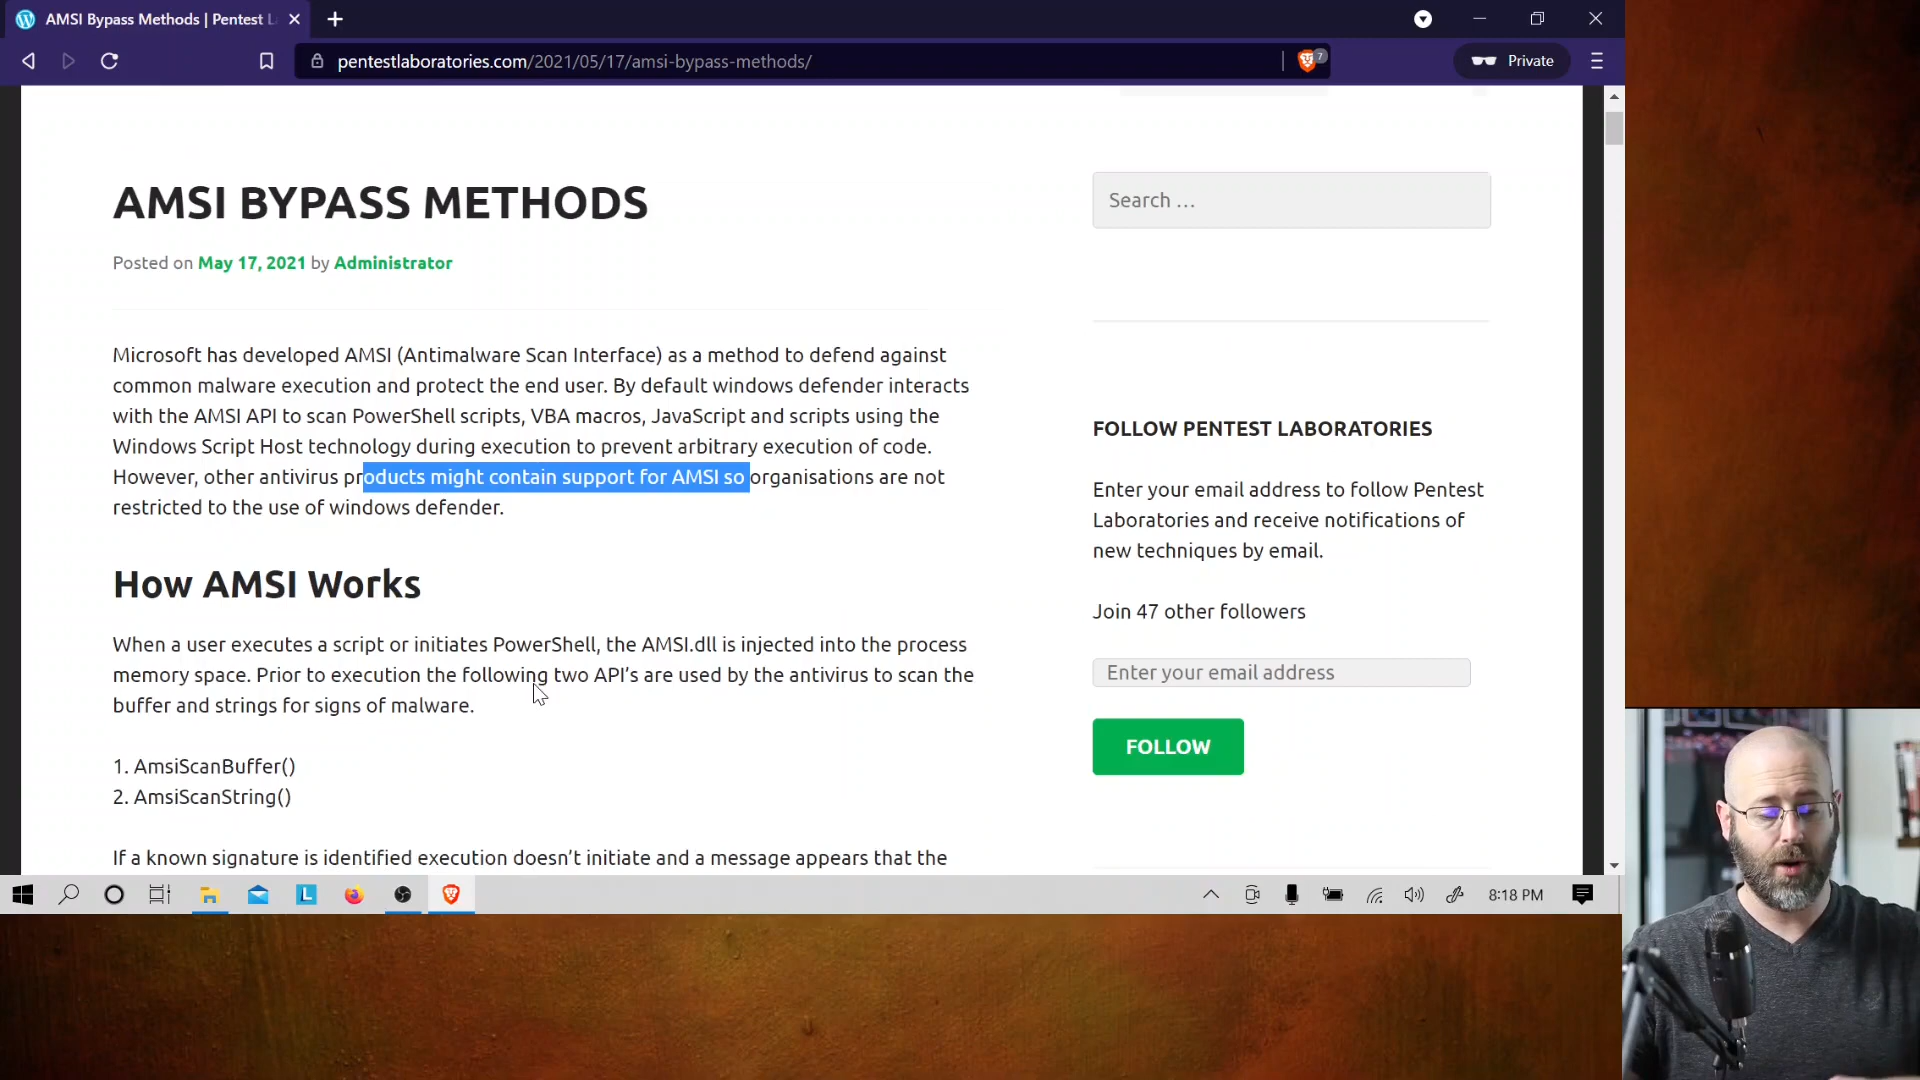 AMSI Bypass Methods | Pentest L
pentestlaboratories.com/2021/05/17/amsi-bypass-methods/
7
Private
AMSI BYPASS METHODS
Posted on May 17, 2021 by Administrator
Microsoft has developed AMSI (Antimalware Scan Interface) as a method to defend against
common malware execution and protect the end user. By default windows defender interacts
with the AMSI API to scan PowerShell scripts, VBA macros, JavaScript and scripts using the
Windows Script Host technology during execution to prevent arbitrary execution of code.
However, other antivirus products might contain support for AMSI so organisations are not
restricted to the use of windows defender.
How AMSI Works
When a user executes a script or initiates PowerShell, the AMSI.dll is injected into the process
memory space. Prior to execution the following two API’s are used by the antivirus to scan the
buffer and strings for signs of malware.
1. AmsiScanBuffer()
2. AmsiScanString()
If a known signature is identified execution doesn’t initiate and a message appears that the
Search …
FOLLOW PENTEST LABORATORIES
Enter your email address to follow Pentest
Laboratories and receive notifications of
new techniques by email.
Join 47 other followers
Enter your email address
FOLLOW
L
8:18 PM